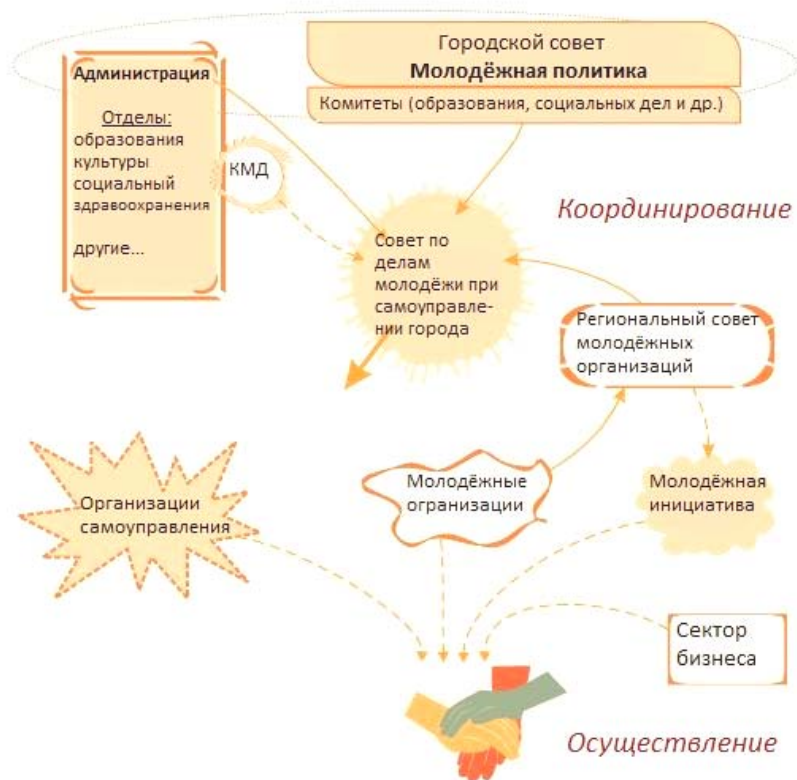 Городской совет
Молодёжная политика
Комитеты (образования, социальных дел и др.)
Администрация
Отделы:
образования
культуры
социальный
здравоохранения
другие...
КМД
Координирование
Совет по
делам
молодёжи при
самоуправле-
нии города
Региональный совет
молодёжных
организаций
Организации
самоуправления
Молодёжные
огранизации
Молодёжная
инициатива
Сектор
бизнеса
Осуществление